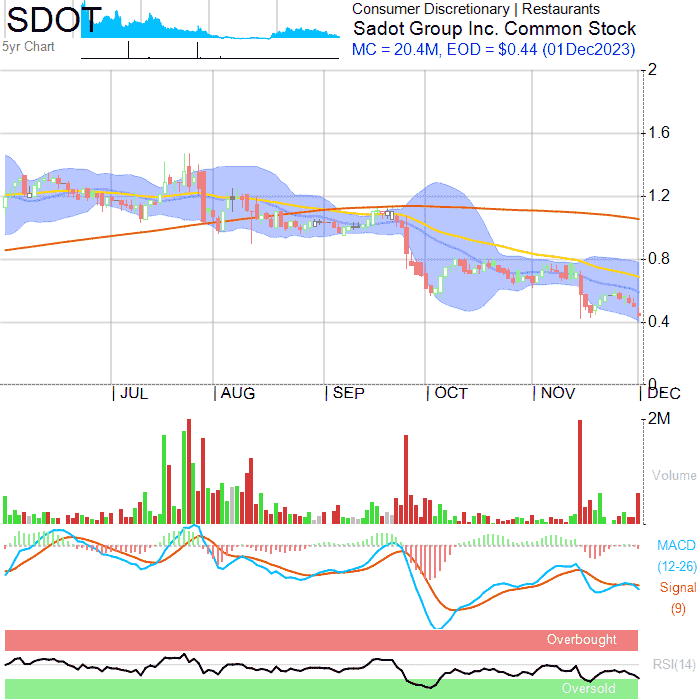 SDOT
5yr Chart
Consumer Discretionary | Restaurants
Sadot Group Inc. Common Stock
MC = 20.4M, EOD = $0.44 (01Dec2023)
2
1.6
1.2
0.8
0.4
0
JUL AUG SEP OCT NOV DEC
2M
Volume
MACD
(12-26)
Signal
(9)
Overbought
RSI(14)
Oversold